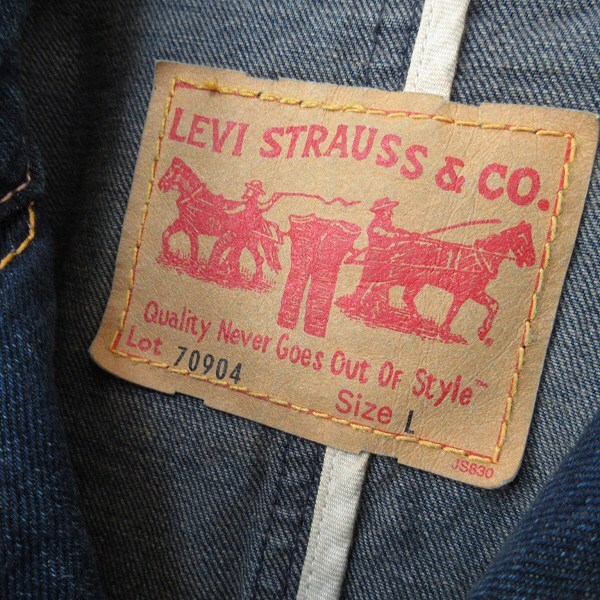 LEVI STRAUSS & CO.
Quality Never Goes Out Of Style™
Lot 70904
Size L
JS830